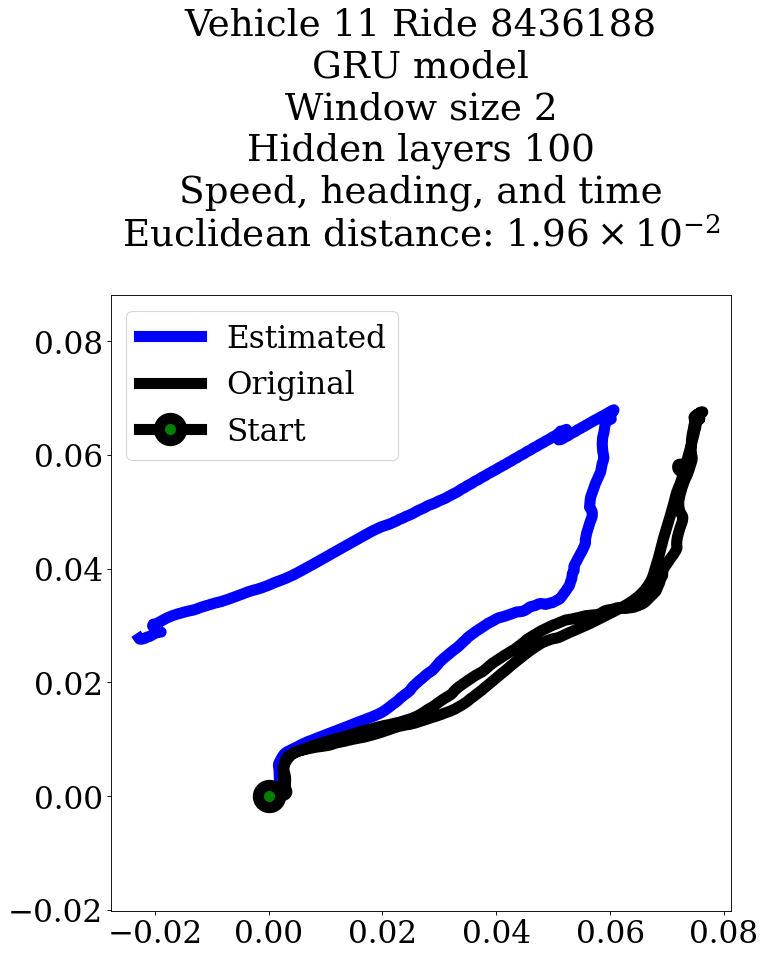 Vehicle 11 Ride 8436188
GRU model
Window size 2
Hidden layers 100
Speed, heading, and time
Euclidean distance: 1.96 × 10⁻²
Estimated
Original
Start
0.08
0.06
0.04
0.02
0.00
−0.02
−0.02 0.00 0.02 0.04 0.06 0.08